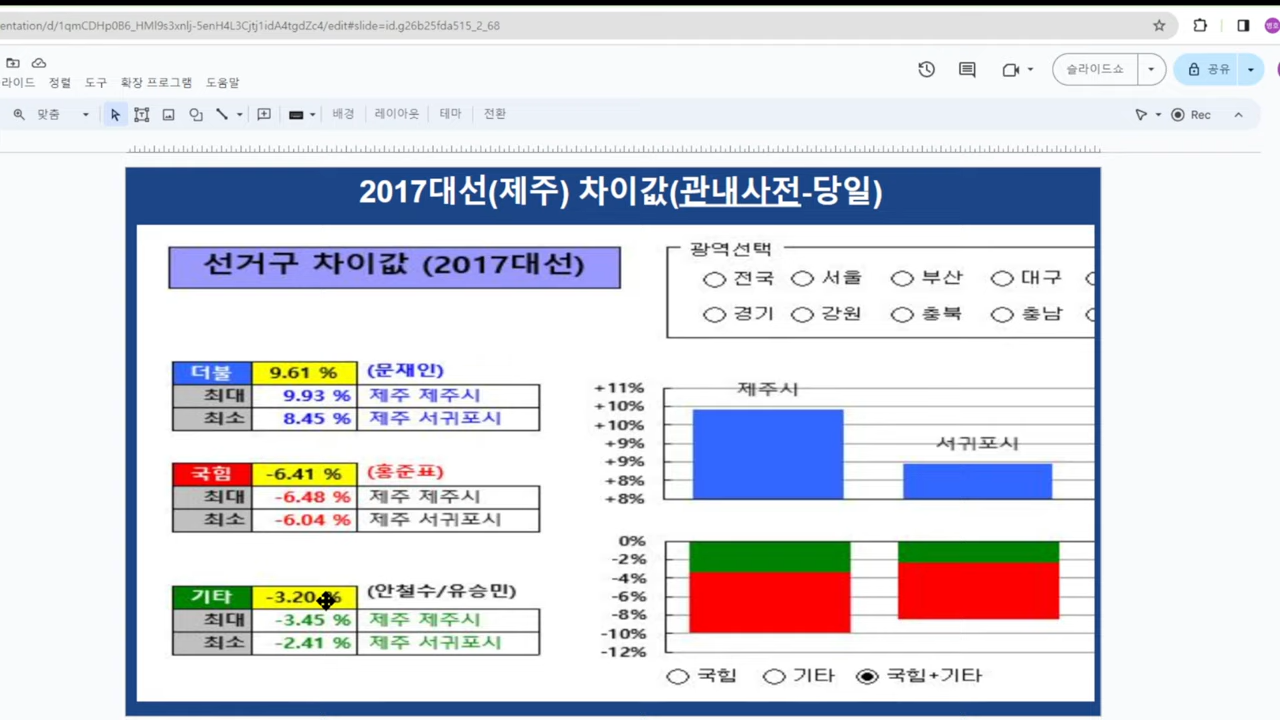 entation/d/1qmCDHp0B6_HMl9s3xnlj-5enH4L3Cjtj1idA4tgdZc4/edit#slide=id.g26b25fda515_2_68
라이드 정렬 도구 확장 프로그램 도움말
슬라이드쇼 공유
맞춤 배경 레이아웃 테마 전환 Rec
2017대선(제주) 차이값(관내사전-당일)
선거구 차이값 (2017대선)
광역선택
전국 서울 부산 대구
경기 강원 충북 충남
더불 9.61 % (문재인)
최대 9.93 % 제주 제주시
최소 8.45 % 제주 서귀포시
국힘 -6.41 % (홍준표)
최대 -6.48 % 제주 제주시
최소 -6.04 % 제주 서귀포시
기타 -3.20 % (안철수/유승민)
최대 -3.45 % 제주 제주시
최소 -2.41 % 제주 서귀포시
제주시
서귀포시
+11%
+10%
+10%
+9%
+9%
+8%
+8%
0%
-2%
-4%
-6%
-8%
-10%
-12%
국힘 기타 국힘+기타